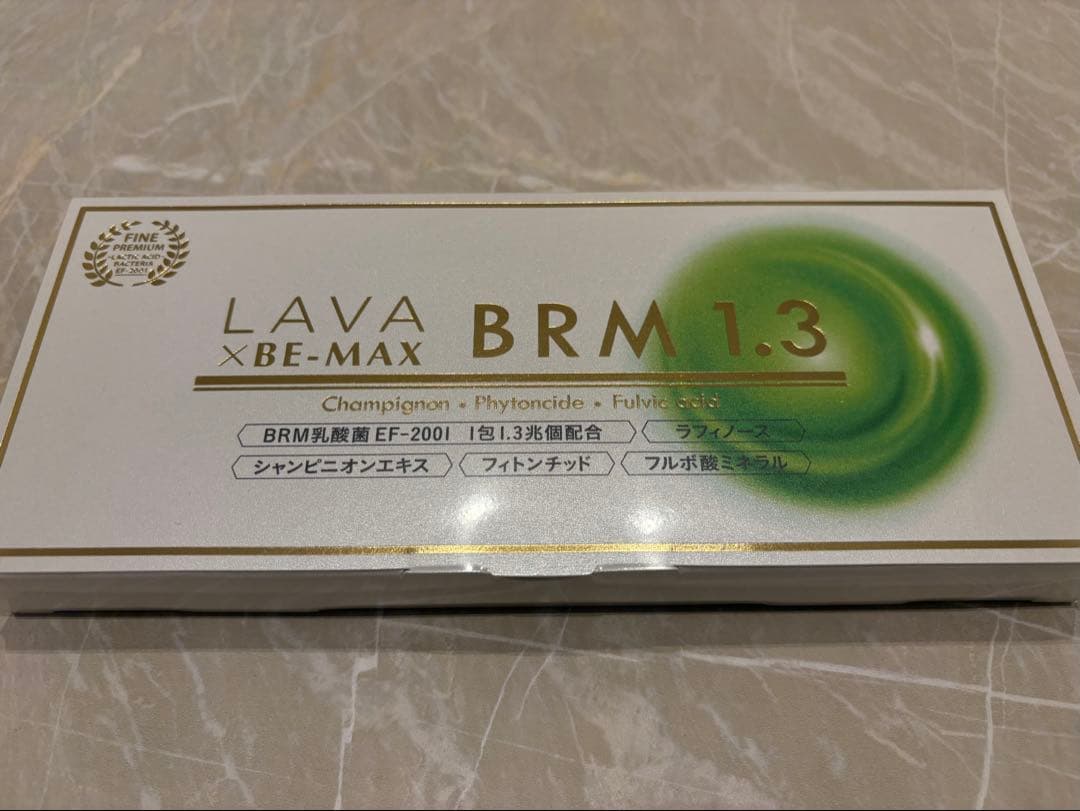 FINE
PREMIUM
-LACTIC ACID-
BACTERIA
EF-2001
LAVA
×BE-MAX
BRM 1.3
Champignon • Phytoncide • Fulvic acid
BRM乳酸菌 EF-2001 1包1.3兆個配合
ラフィノース
シャンピニオンエキス
フィトンチッド
フルボ酸ミネラル